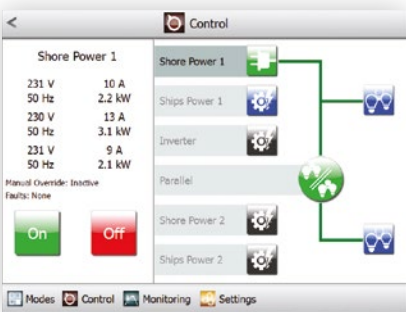 < Control
Shore Power 1
231 V 10 A
50 Hz 2.2 kW
230 V 13 A
50 Hz 3.1 kW
231 V 9 A
50 Hz 2.1 kW
Manual Override: Inactive
Faults: None
On Off
Shore Power 1
Ships Power 1
Inverter
Parallel
Shore Power 2
Ships Power 2
Modes Control Monitoring Settings